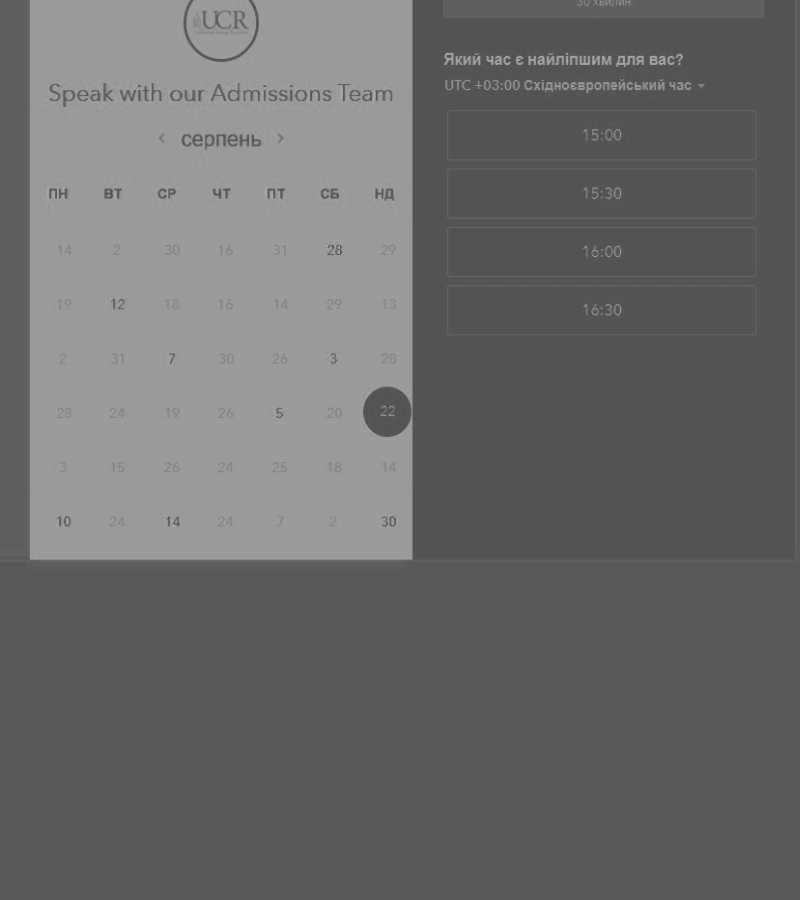 UCR
Speak with our Admissions Team
серпень
ПН ВТ СР ЧТ ПТ СБ НД
14 2 30 16 31 28 29
19 12 18 16 14 29 13
2 31 7 30 26 3 28
28 24 19 26 5 20 22
3 15 26 24 25 18 14
10 24 14 24 7 2 30
30 хвилин
Який час є найліпшим для вас?
UTC +03:00 Східноєвропейський час
15:00
15:30
16:00
16:30